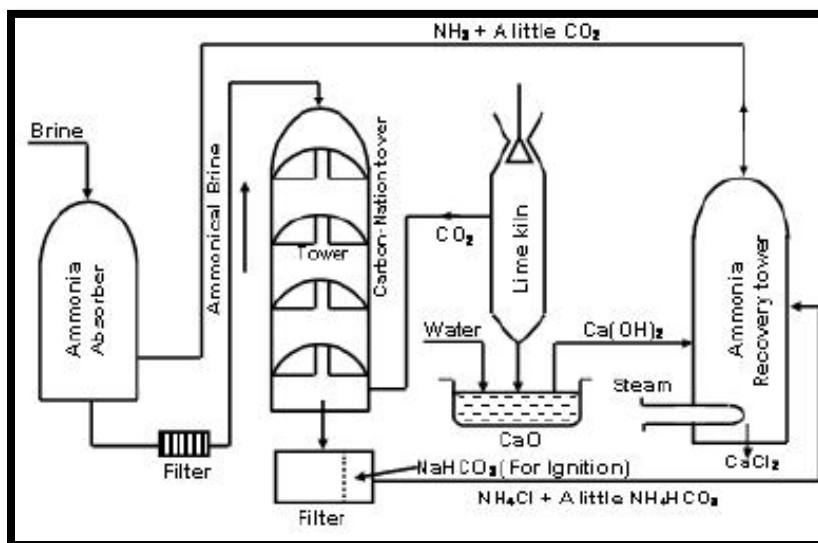 NH₃ + A little CO₂
Brine
Ammonia
Absorber
Ammonical Brine
Filter
Tower
Carbon-Nation tower
CO₂
Lime kiln
Water
CaO
Ca(OH)₂
Steam
Ammonia
Recovery tower
CaCl₂
NaHCO₃(For Ignition)
NH₄Cl + A little NH₄HCO₃
Filter